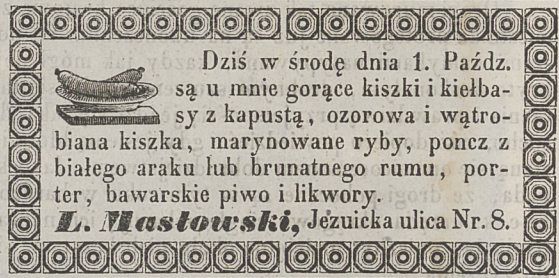 Dziś w środę dnia 1. Paźdz.
są u mnie gorące kiszki i kiełba-
sy z kapustą, ozorowa i wątro-
biana kiszka, marynowane ryby, poncz z
białego araku lub brunatnego rumu, por-
ter, bawarskie piwo i likwory.
L. Masłowski, Jezuicka ulica Nr. 8.